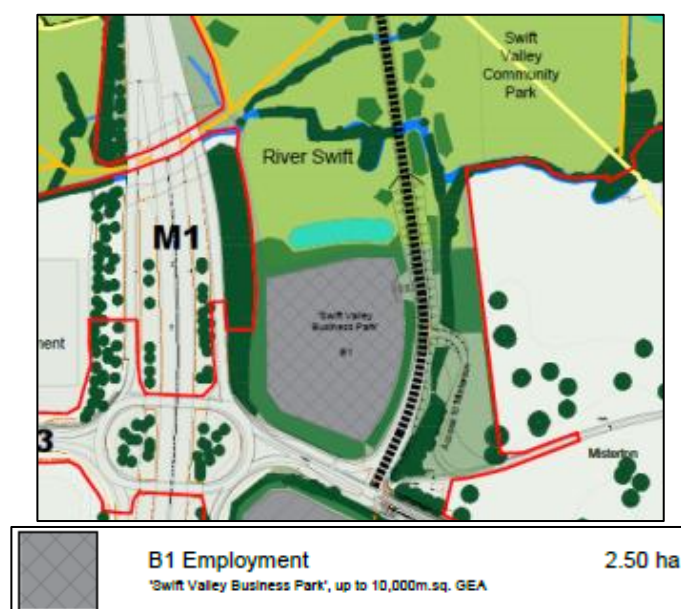 Swift
Valley
Community
Park
River Swift
M1
'Swift Valley
Business Park'
B1
ment
Access to Misterton
3
Misterton
B1 Employment 2.50 ha
'Swift Valley Business Park', up to 10,000m.sq. GEA